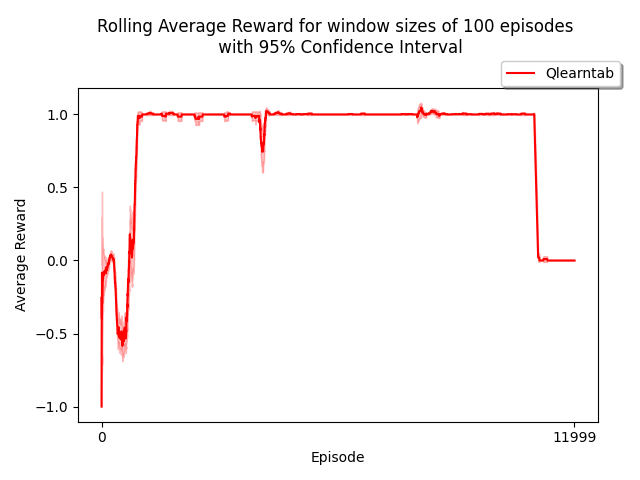 Rolling Average Reward for window sizes of 100 episodes
with 95% Confidence Interval
Qlearntab
1.0
0.5
0.0
−0.5
−1.0
Average Reward
0
11999
Episode